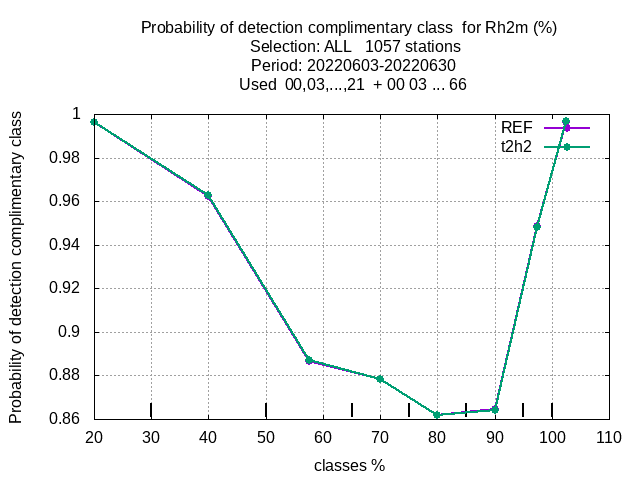 Probability of detection complimentary class  for Rh2m (%)
Selection: ALL   1057 stations
Period: 20220603-20220630
Used  00,03,...,21  + 00 03 ... 66
Probability of detection complimentary class
1
0.98
0.96
0.94
0.92
0.9
0.88
0.86
REF
t2h2
20 30 40 50 60 70 80 90 100 110
classes %